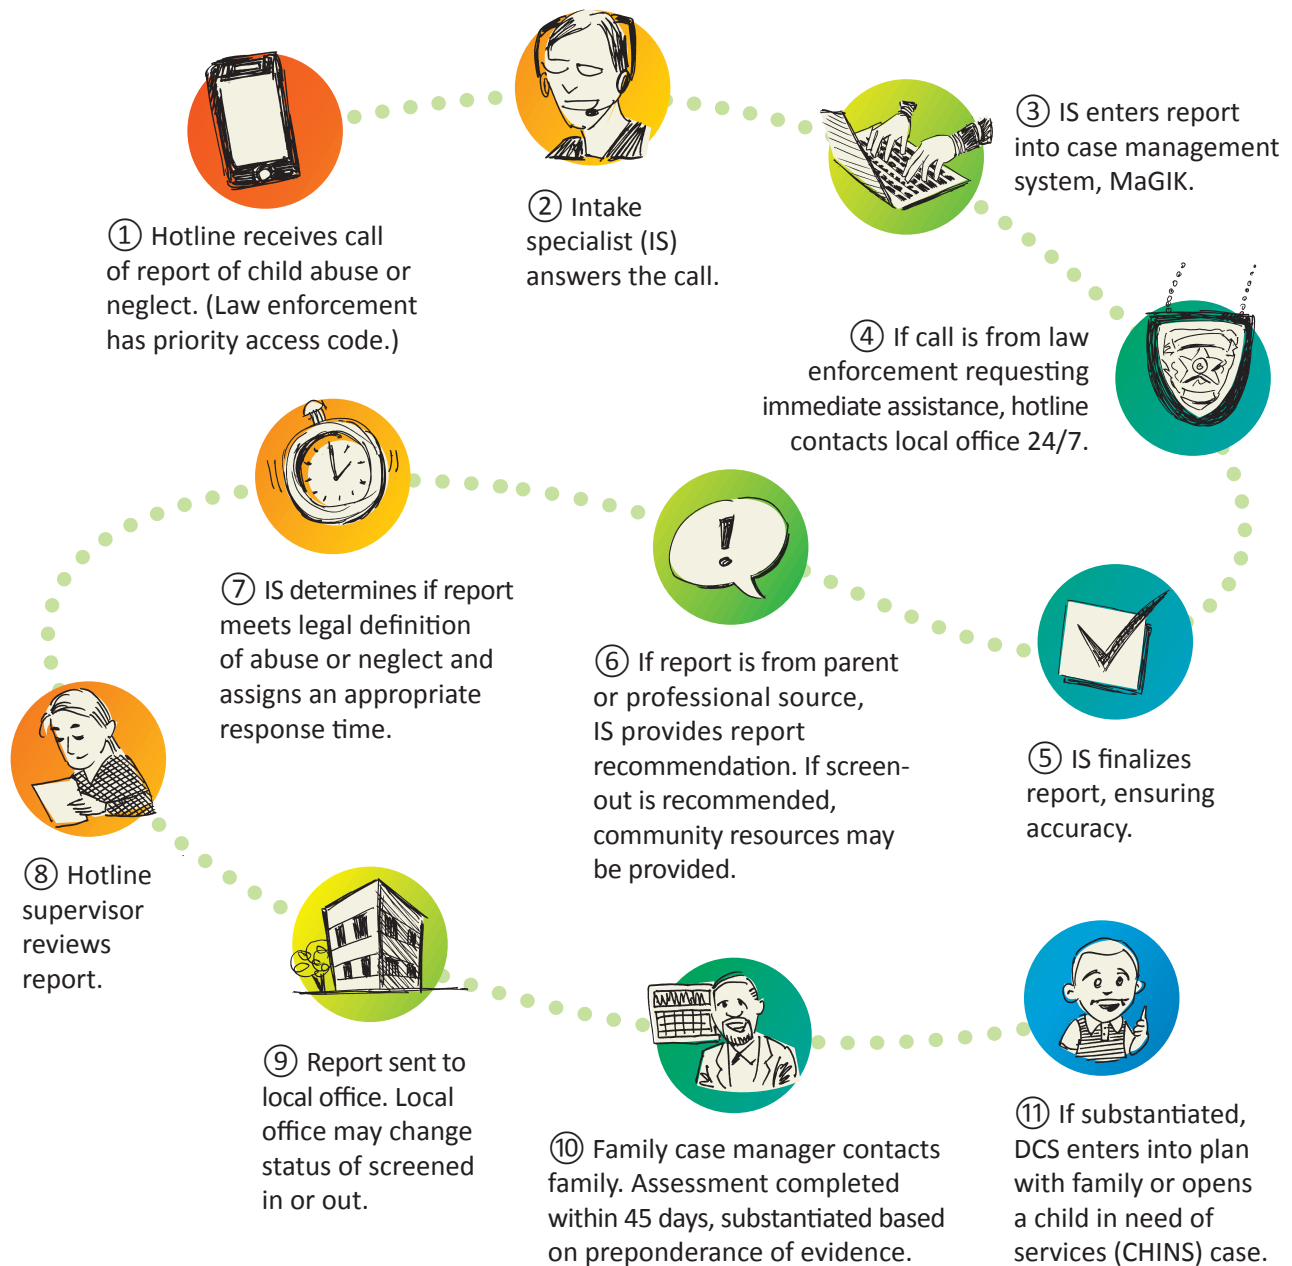 ① Hotline receives call
of report of child abuse or
neglect. (Law enforcement
has priority access code.)
② Intake
specialist (IS)
answers the call.
③ IS enters report
into case management
system, MaGIK.
④ If call is from law
enforcement requesting
immediate assistance, hotline
contacts local office 24/7.
⑤ IS finalizes
report, ensuring
accuracy.
⑥ If report is from parent
or professional source,
IS provides report
recommendation. If screen-
out is recommended,
community resources may
be provided.
⑦ IS determines if report
meets legal definition
of abuse or neglect and
assigns an appropriate
response time.
⑧ Hotline
supervisor
reviews
report.
⑨ Report sent to
local office. Local
office may change
status of screened
in or out.
⑩ Family case manager contacts
family. Assessment completed
within 45 days, substantiated based
on preponderance of evidence.
⑪ If substantiated,
DCS enters into plan
with family or opens
a child in need of
services (CHINS) case.